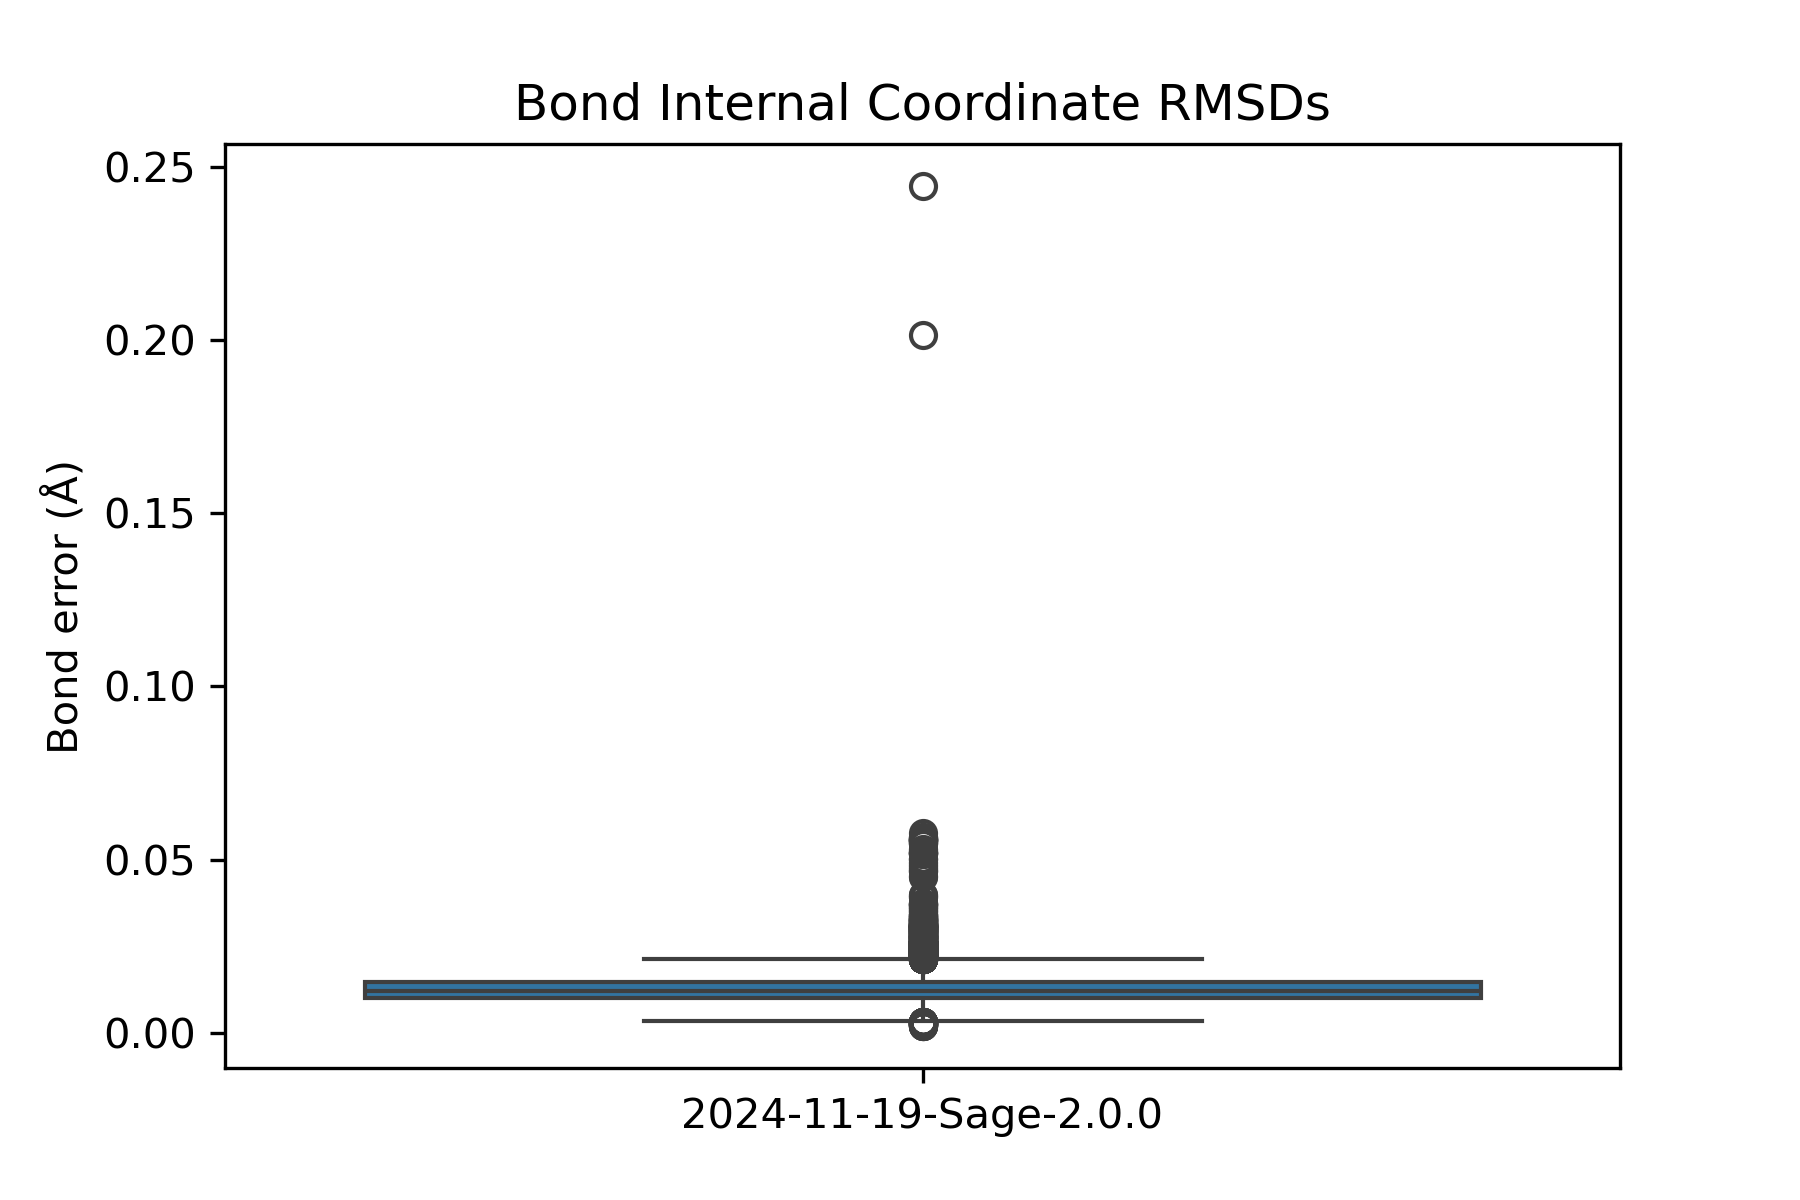 Bond Internal Coordinate RMSDs
0.25
0.20
0.15
0.10
0.05
0.00
Bond error (Å)
2024-11-19-Sage-2.0.0